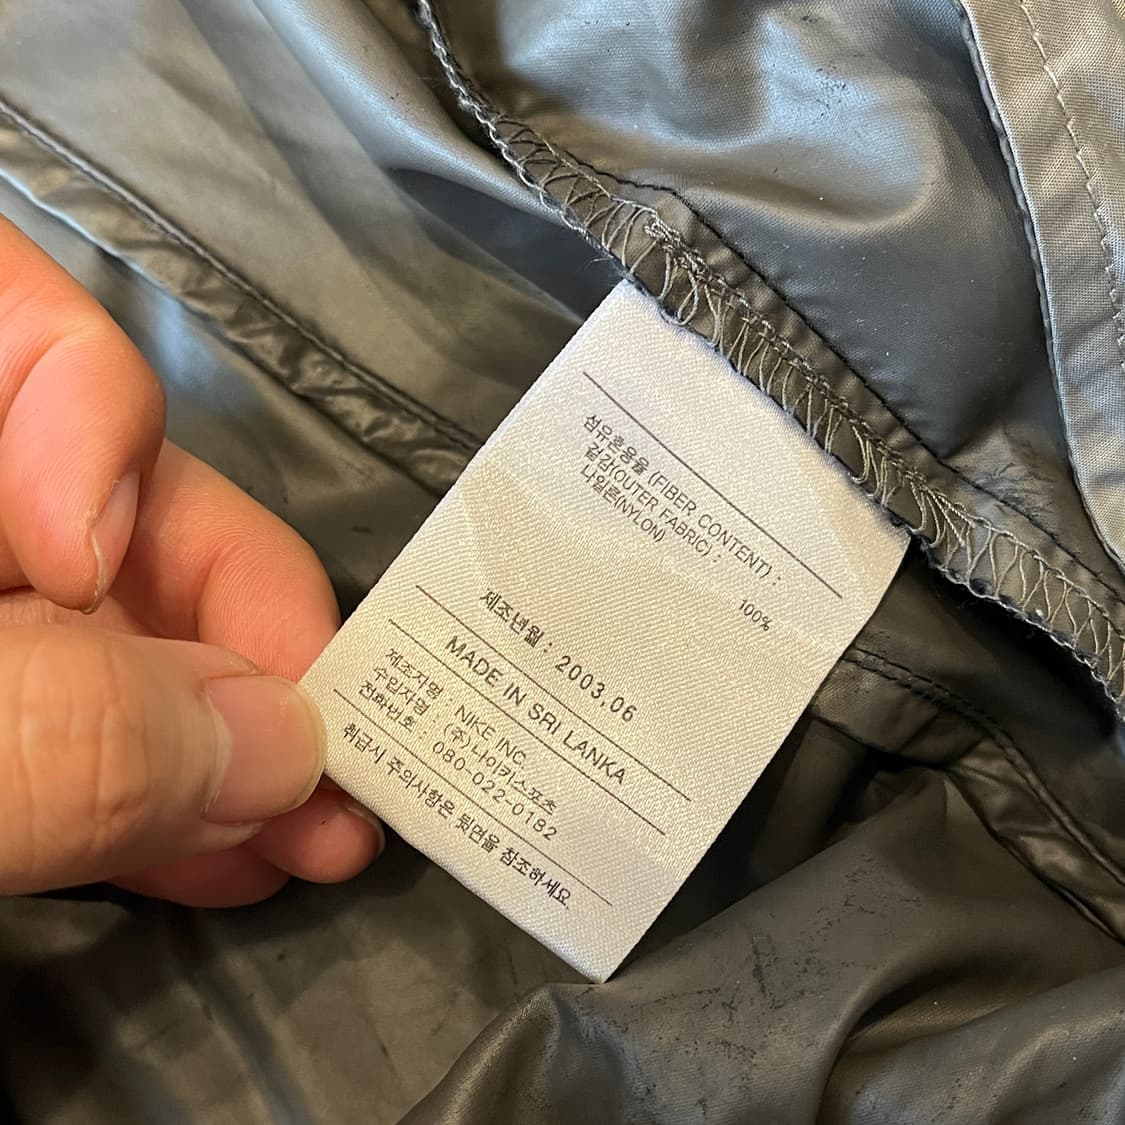 섬유혼용율 (FIBER CONTENT) :
겉감(OUTER FABRIC) :
나일론(NYLON)
100%
제조년월 : 2003.06
MADE IN SRI LANKA
제조자명 : NIKE INC.
수입자명 : (주)나이키스포츠
전화번호 : 080-022-0182
취급시 주의사항은 뒷면을 참조하세요.